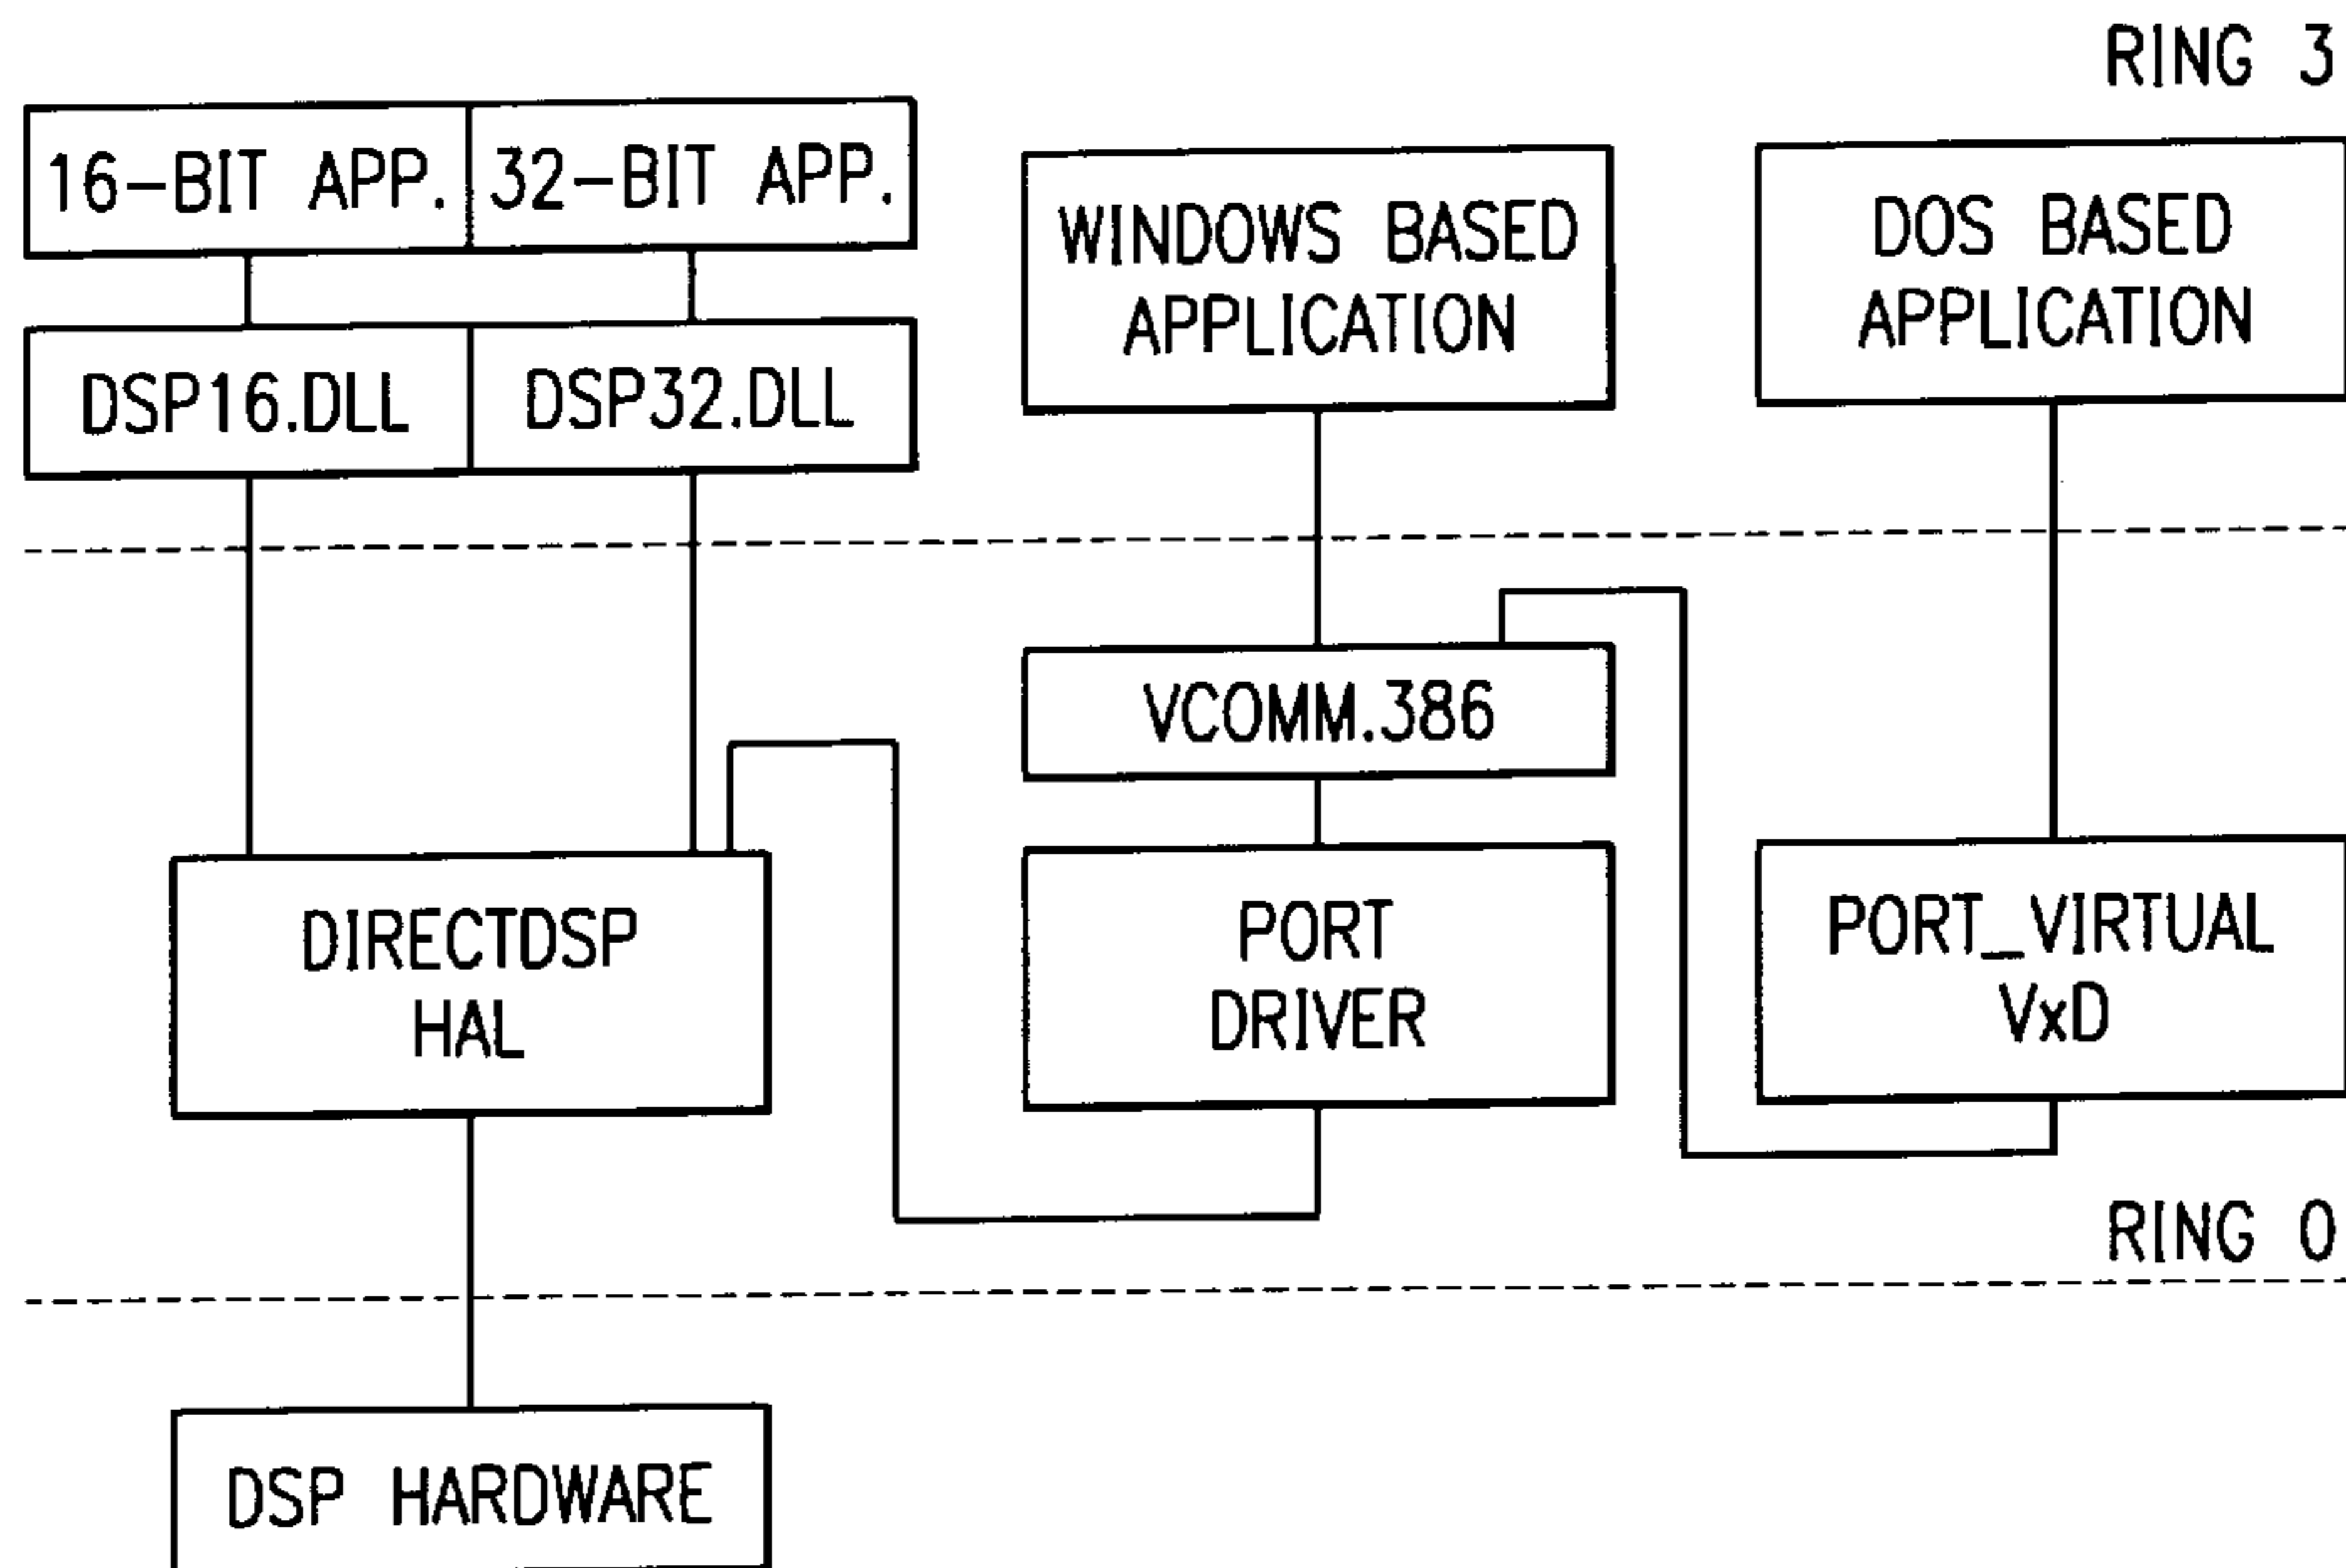 RING 3
16-BIT APP.
32-BIT APP.
WINDOWS BASED
APPLICATION
DOS BASED
APPLICATION
DSP16.DLL
DSP32.DLL
VCOMM.386
DIRECTDSP
HAL
PORT
DRIVER
PORT_VIRTUAL
VxD
RING 0
DSP HARDWARE